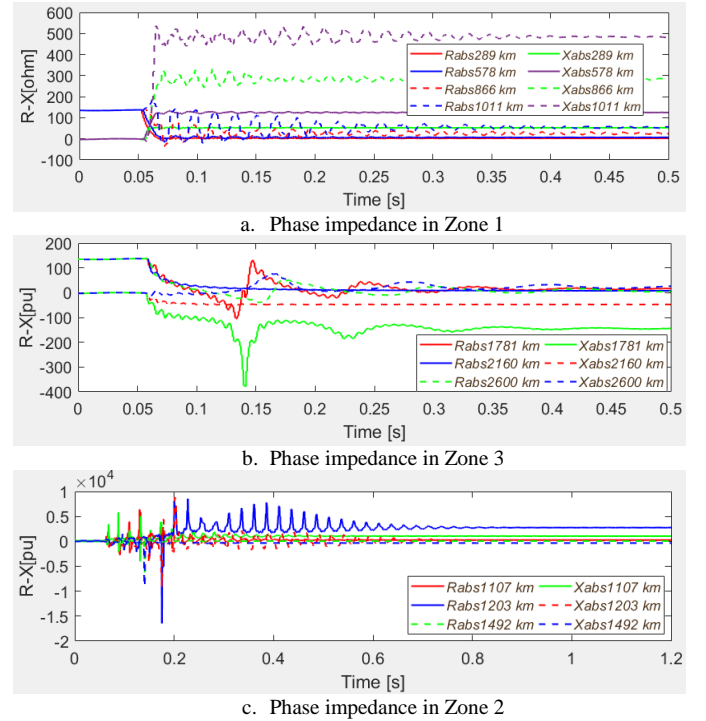 600
500
400
300
200
100
0
-100
R-X[ohm]
Rabs289 km Xabs289 km
Rabs578 km Xabs578 km
Rabs866 km Xabs866 km
Rabs1011 km Xabs1011 km
0 0.05 0.1 0.15 0.2 0.25 0.3 0.35 0.4 0.45 0.5
Time [s]
a. Phase impedance in Zone 1
200
100
0
-100
-200
-300
-400
R-X[pu]
Rabs1781 km Xabs1781 km
Rabs2160 km Xabs2160 km
Rabs2600 km Xabs2600 km
0 0.05 0.1 0.15 0.2 0.25 0.3 0.35 0.4 0.45 0.5
Time [s]
b. Phase impedance in Zone 3
×10⁴
1
0.5
0
-0.5
-1
-1.5
-2
R-X[pu]
Rabs1107 km Xabs1107 km
Rabs1203 km Xabs1203 km
Rabs1492 km Xabs1492 km
0 0.2 0.4 0.6 0.8 1 1.2
Time [s]
c. Phase impedance in Zone 2